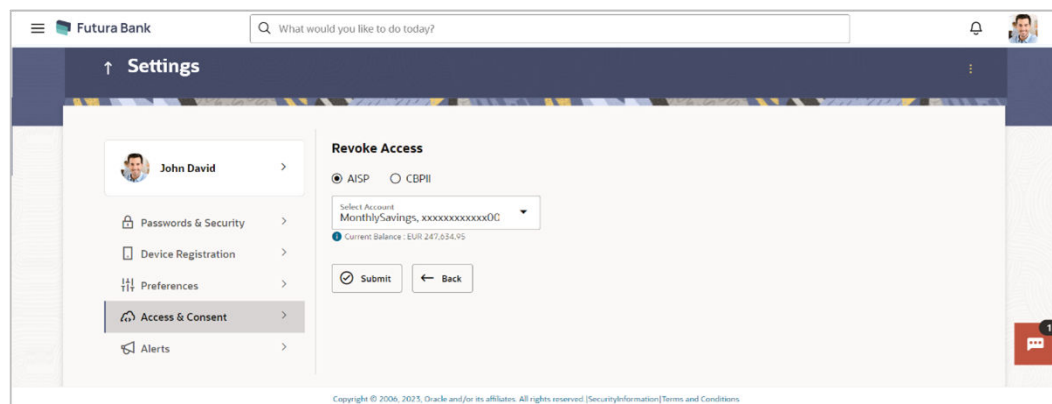 Futura Bank
What would you like to do today?
Settings
John David
Passwords & Security
Device Registration
Preferences
Access & Consent
Alerts
Revoke Access
AISP
CBPII
Select Account
MonthlySavings, xxxxxxxxxxxx00
Current Balance : EUR 247,634.95
Submit
Back
1
Copyright © 2006, 2023, Oracle and/or its affiliates. All rights reserved.|SecurityInformation|Terms and Conditions